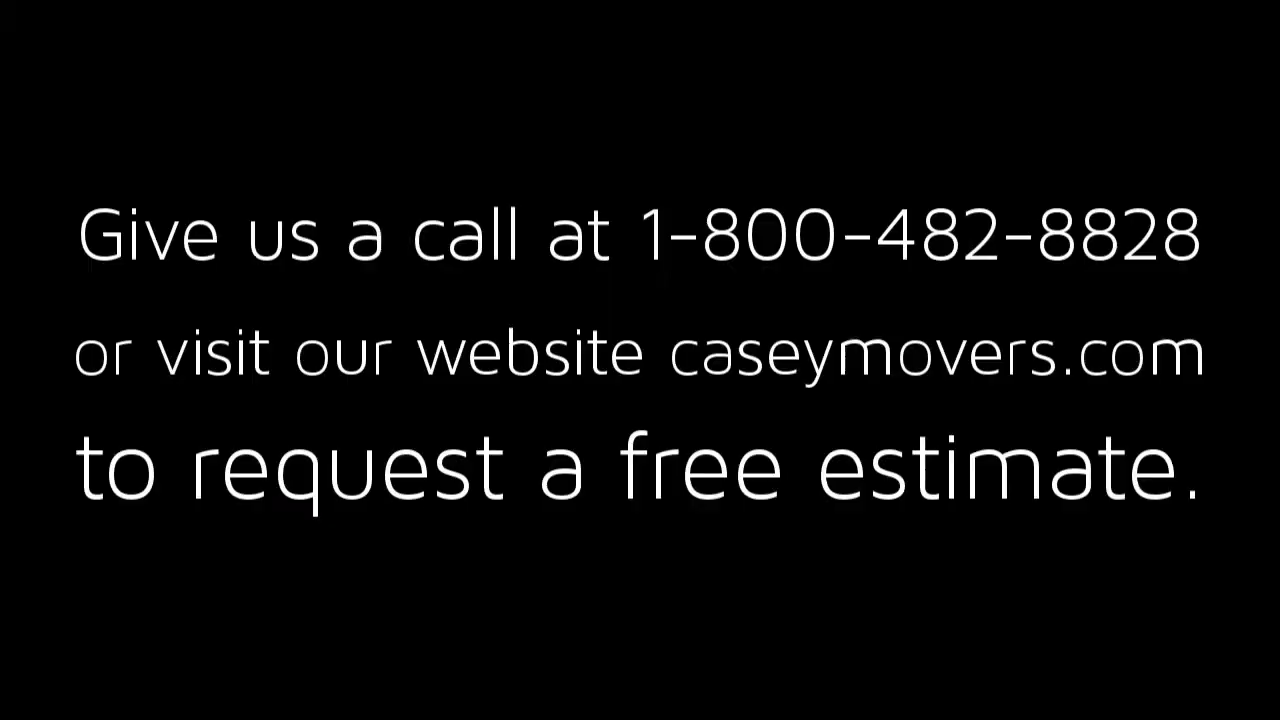 Give us a call at 1-800-482-8828
or visit our website caseymovers.com
to request a free estimate.